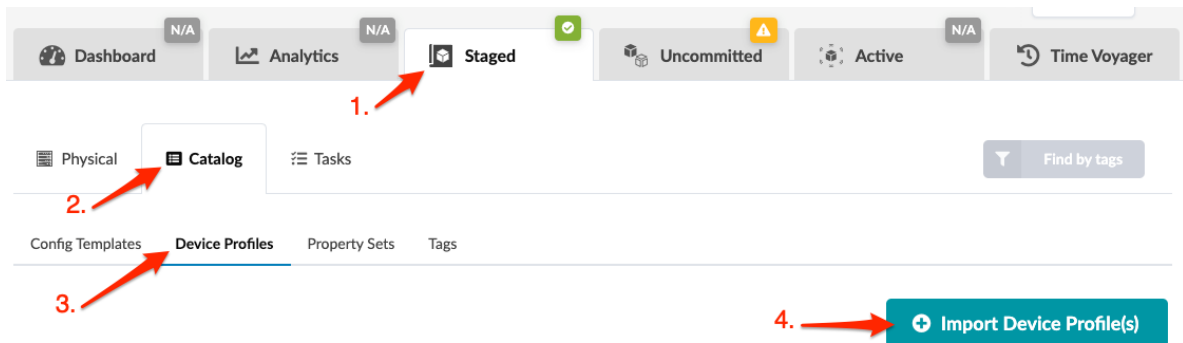 N/A N/A N/A
Dashboard Analytics Staged Uncommitted Active Time Voyager
1.
Physical Catalog Tasks Find by tags
2.
Config Templates Device Profiles Property Sets Tags
3.
4. Import Device Profile(s)